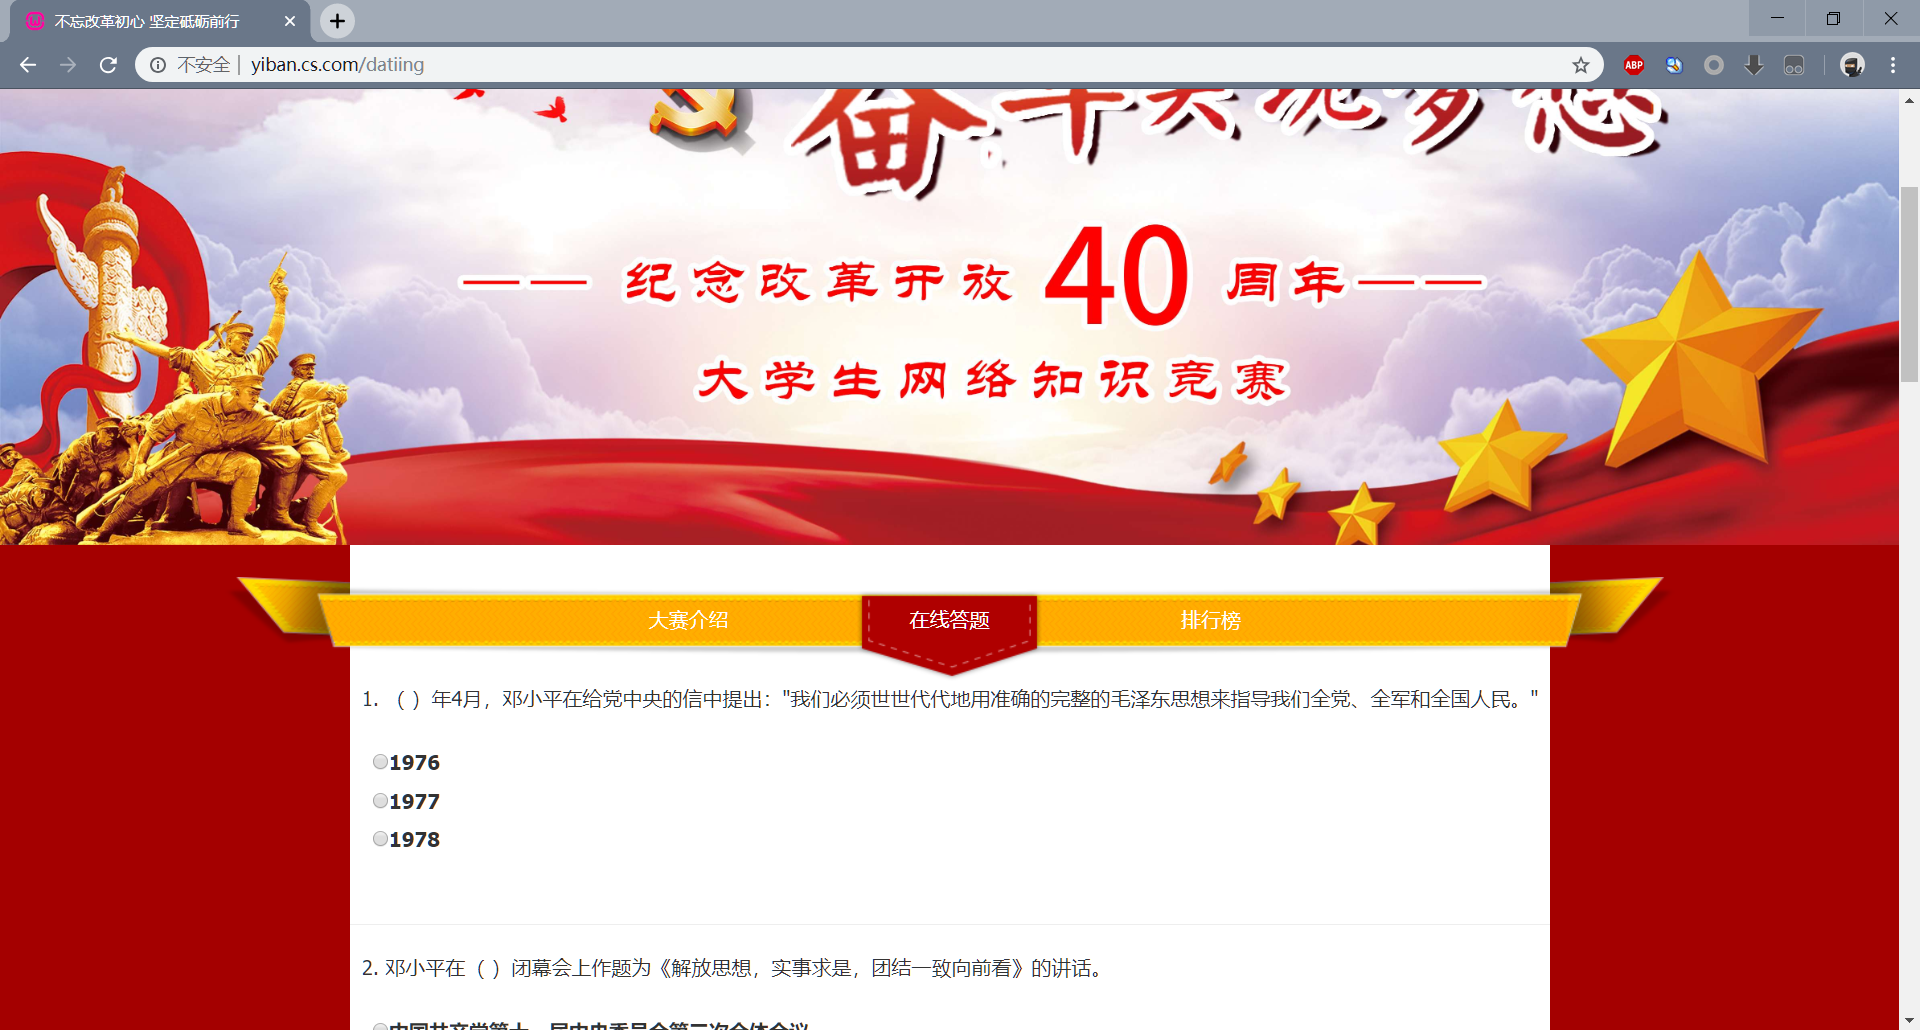 不忘改革初心 坚定砥砺前行
不安全 | yiban.cs.com/datiing
ABP
奋斗实现梦想
—— 纪念改革开放 40 周年 ——
大学生网络知识竞赛
大赛介绍 在线答题 排行榜
1. （ ）年4月，邓小平在给党中央的信中提出："我们必须世世代代地用准确的完整的毛泽东思想来指导我们全党、全军和全国人民。"
1976
1977
1978
2. 邓小平在（ ）闭幕会上作题为《解放思想，实事求是，团结一致向前看》的讲话。